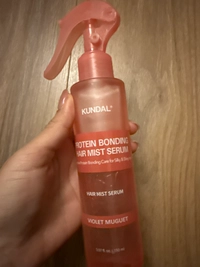 KUNDAL
PROTEIN BONDING
HAIR MIST SERUM
HAIR MIST SERUM
VIOLET MUGUET